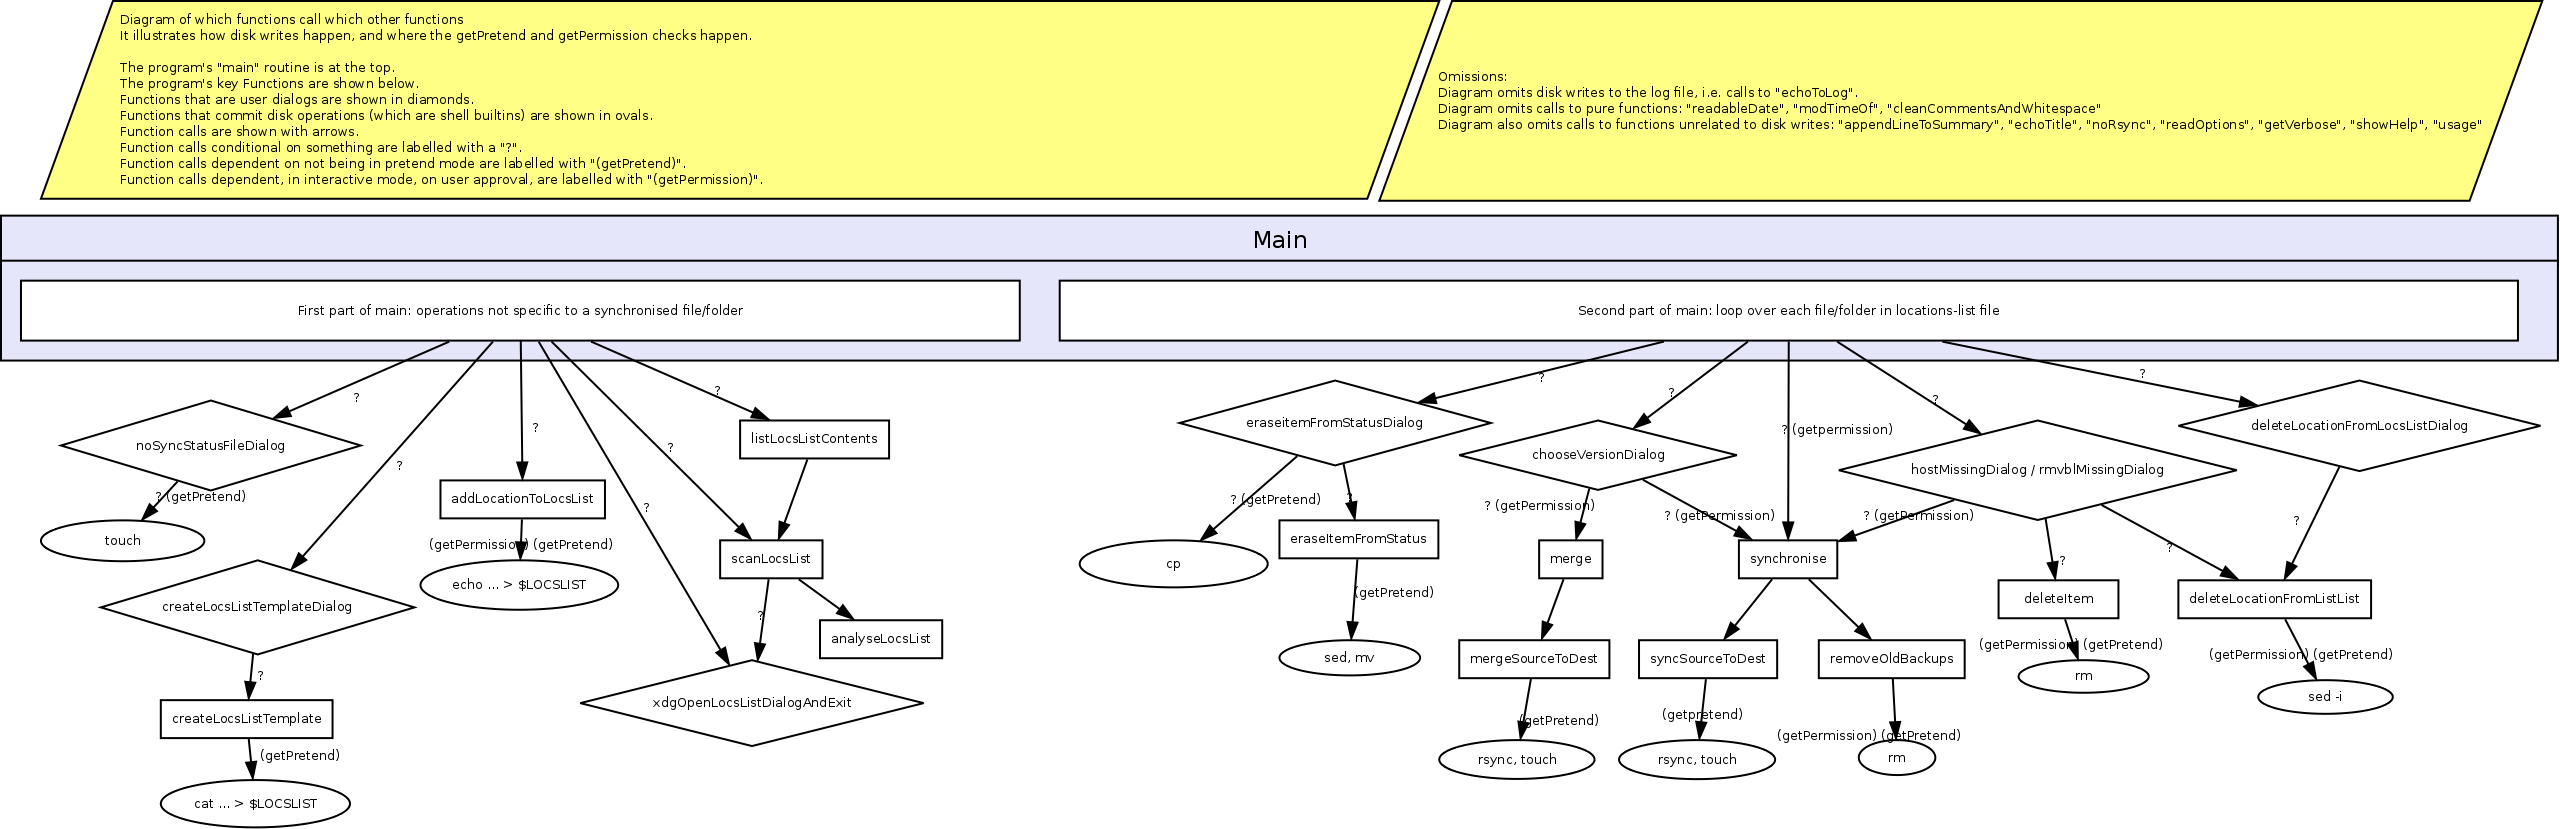 Diagram of which functions call which other functions
It illustrates how disk writes happen, and where the getPretend and getPermission checks happen.
The program's "main" routine is at the top.
The program's key Functions are shown below.
Functions that are user dialogs are shown in diamonds.
Functions that commit disk operations (which are shell builtins) are shown in ovals.
Function calls are shown with arrows.
Function calls conditional on something are labelled with a "?".
Function calls dependent on not being in pretend mode are labelled with "(getPretend)".
Function calls dependent, in interactive mode, on user approval, are labelled with "(getPermission)".
Omissions:
Diagram omits disk writes to the log file, i.e. calls to "echoToLog".
Diagram omits calls to pure functions: "readableDate", "modTimeOf", "cleanCommentsAndWhitespace"
Diagram also omits calls to functions unrelated to disk writes: "appendLineToSummary", "echoTitle", "noRsync", "readOptions", "getVerbose", "showHelp", "usage"
Main
First part of main: operations not specific to a synchronised file/folder
Second part of main: loop over each file/folder in locations-list file
?
?
?
?
?
?
noSyncStatusFileDialog
? (getPretend)
touch
createLocsListTemplateDialog
?
createLocsListTemplate
(getPretend)
cat ... > $LOCSLIST
addLocationToLocsList
(getPermission) (getPretend)
echo ... > $LOCSLIST
listLocsListContents
scanLocsList
?
analyseLocsList
xdgOpenLocsListDialogAndExit
?
?
? (getpermission)
?
?
eraseitemFromStatusDialog
? (getPretend)
?
cp
eraseItemFromStatus
(getPretend)
sed, mv
chooseVersionDialog
? (getPermission)
? (getPermission)
merge
mergeSourceToDest
(getPretend)
rsync, touch
hostMissingDialog / rmvblMissingDialog
? (getPermission)
?
?
synchronise
syncSourceToDest
(getpretend)
rsync, touch
removeOldBackups
(getPermission) (getPretend)
rm
deleteItem
(getPermission) (getPretend)
rm
deleteLocationFromLocsListDialog
?
deleteLocationFromListList
(getPermission) (getPretend)
sed -i